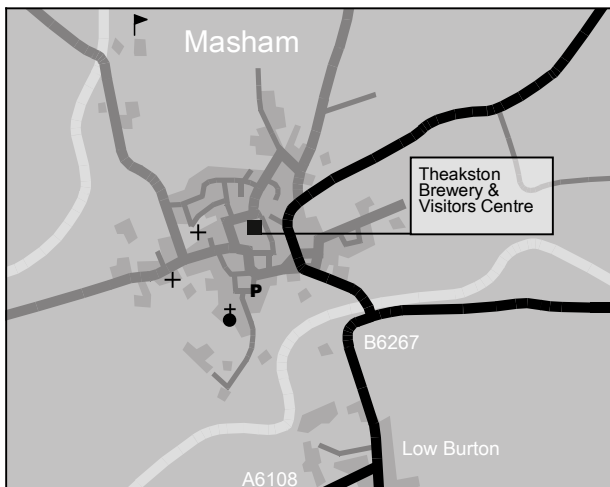 Masham
Theakston
Brewery &
Visitors Centre
P
B6267
Low Burton
A6108